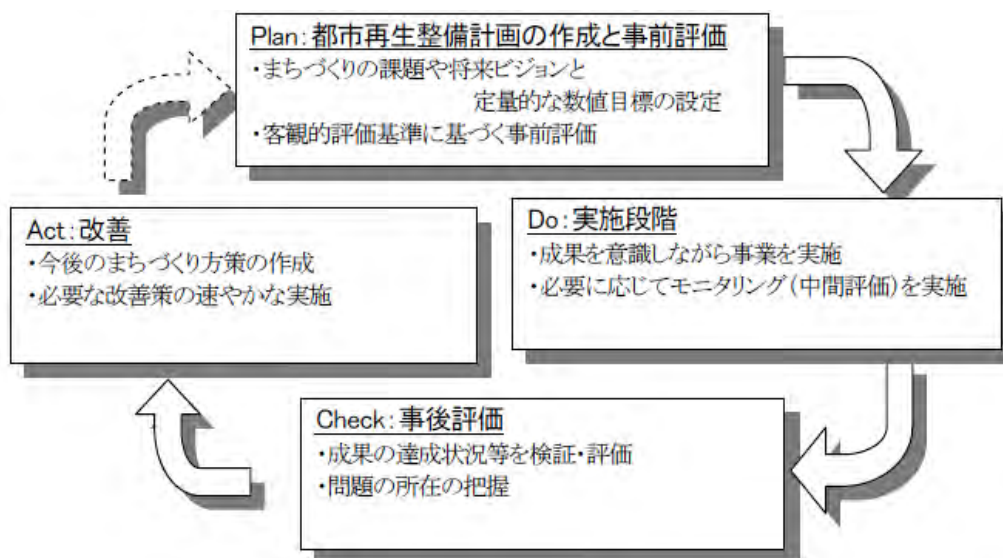 Plan:都市再生整備計画の作成と事前評価
・まちづくりの課題や将来ビジョンと
定量的な数値目標の設定
・客観的評価基準に基づく事前評価
Do:実施段階
・成果を意識しながら事業を実施
・必要に応じてモニタリング(中間評価)を実施
Check:事後評価
・成果の達成状況等を検証・評価
・問題の所在の把握
Act:改善
・今後のまちづくり方策の作成
・必要な改善策の速やかな実施